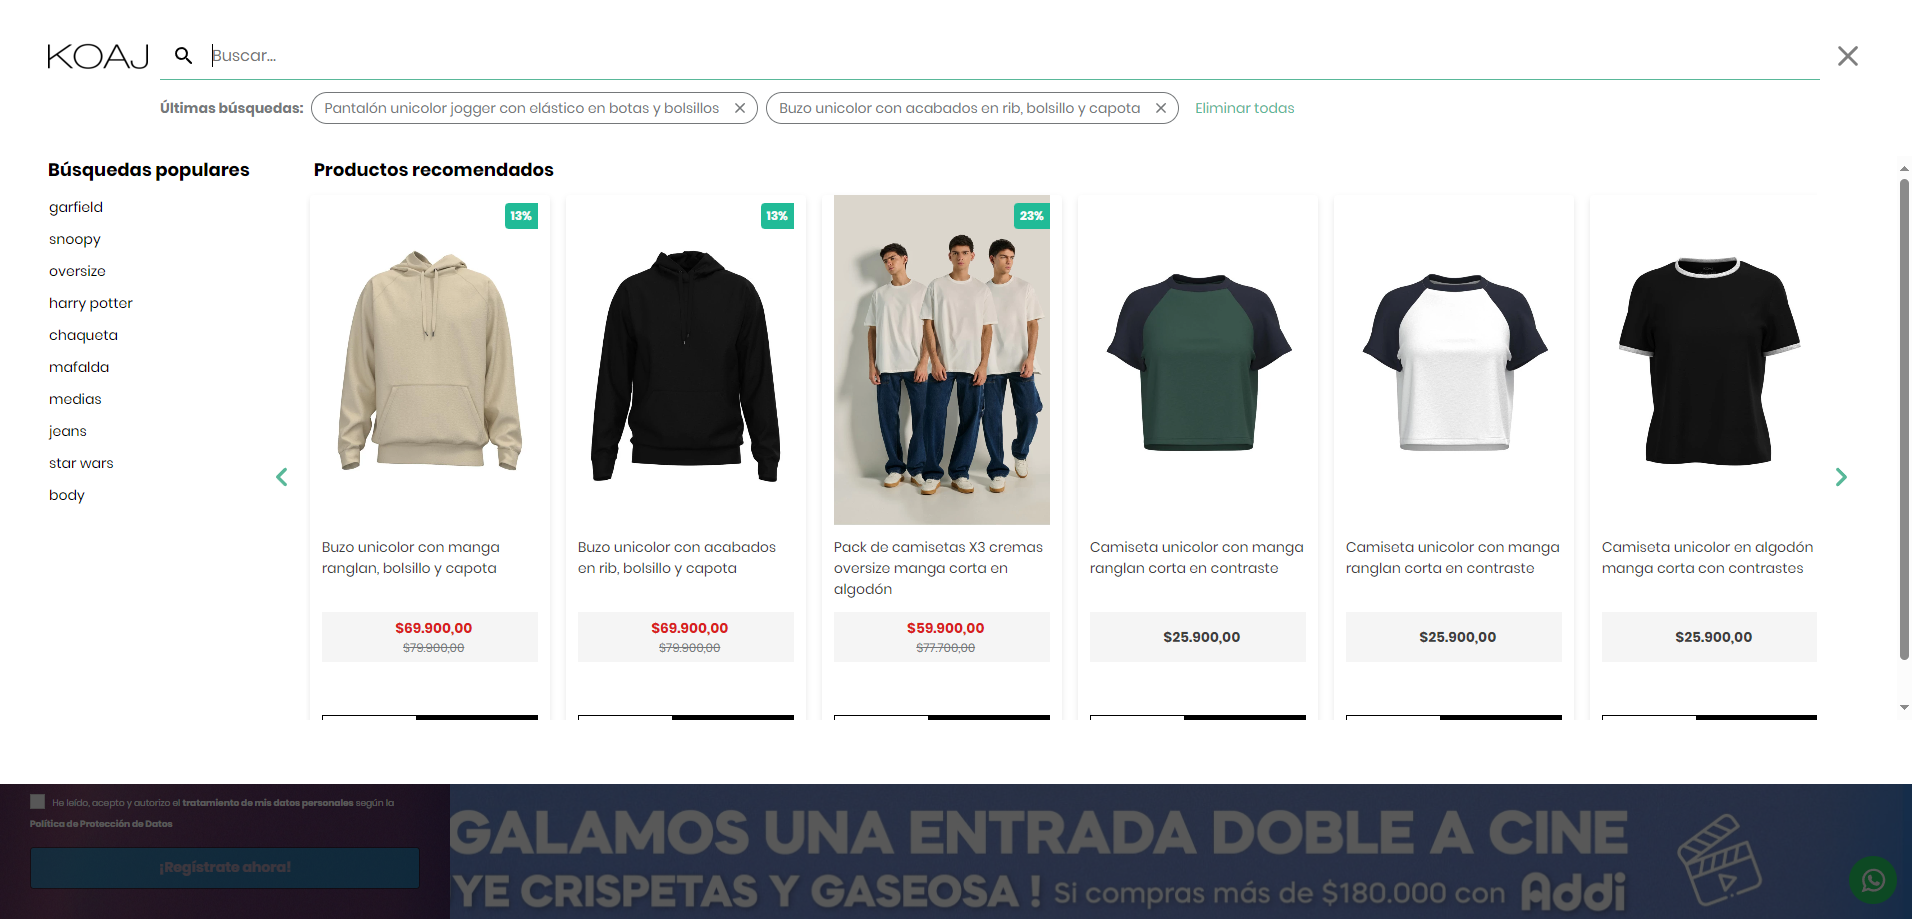 KOAJ
Buscar...
Últimas búsquedas:
Pantalón unicolor jogger con elástico en botas y bolsillos
Buzo unicolor con acabados en rib, bolsillo y capota
Eliminar todas
Búsquedas populares
garfield
snoopy
oversize
harry potter
chaqueta
mafalda
medias
jeans
star wars
body
Productos recomendados
13%
Buzo unicolor con manga
ranglan, bolsillo y capota
$69.900,00
$79.900,00
13%
Buzo unicolor con acabados
en rib, bolsillo y capota
$69.900,00
$79.900,00
23%
Pack de camisetas X3 cremas
oversize manga corta en
algodón
$59.900,00
$77.700,00
Camiseta unicolor con manga
ranglan corta en contraste
$25.900,00
Camiseta unicolor con manga
ranglan corta en contraste
$25.900,00
Camiseta unicolor en algodón
manga corta con contrastes
$25.900,00
He leído, acepto y autorizo el tratamiento de mis datos personales según la
Política de Protección de Datos
¡Regístrate ahora!
GALAMOS UNA ENTRADA DOBLE A CINE
YE CRISPETAS Y GASEOSA ! Si compras más de $180.000 con Addi